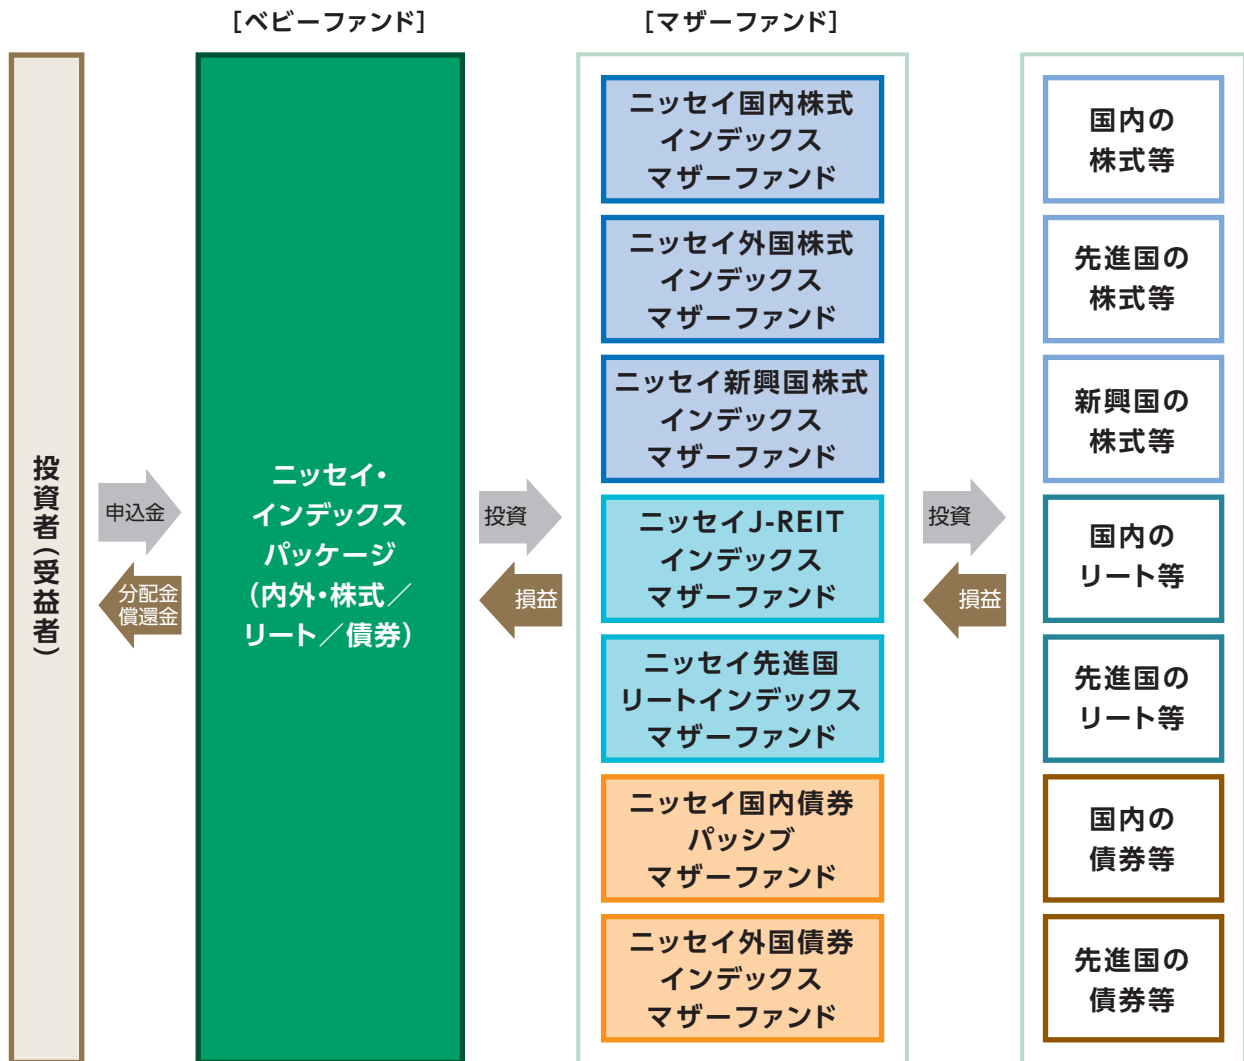 ［ベビーファンド］
［マザーファンド］
投資者（受益者）
申込金
分配金
償還金
ニッセイ・
インデックス
パッケージ
（内外・株式／
リート／債券）
投資
損益
ニッセイ国内株式
インデックス
マザーファンド
ニッセイ外国株式
インデックス
マザーファンド
ニッセイ新興国株式
インデックス
マザーファンド
ニッセイJ-REIT
インデックス
マザーファンド
ニッセイ先進国
リートインデックス
マザーファンド
ニッセイ国内債券
パッシブ
マザーファンド
ニッセイ外国債券
インデックス
マザーファンド
投資
損益
国内の
株式等
先進国の
株式等
新興国の
株式等
国内の
リート等
先進国の
リート等
国内の
債券等
先進国の
債券等